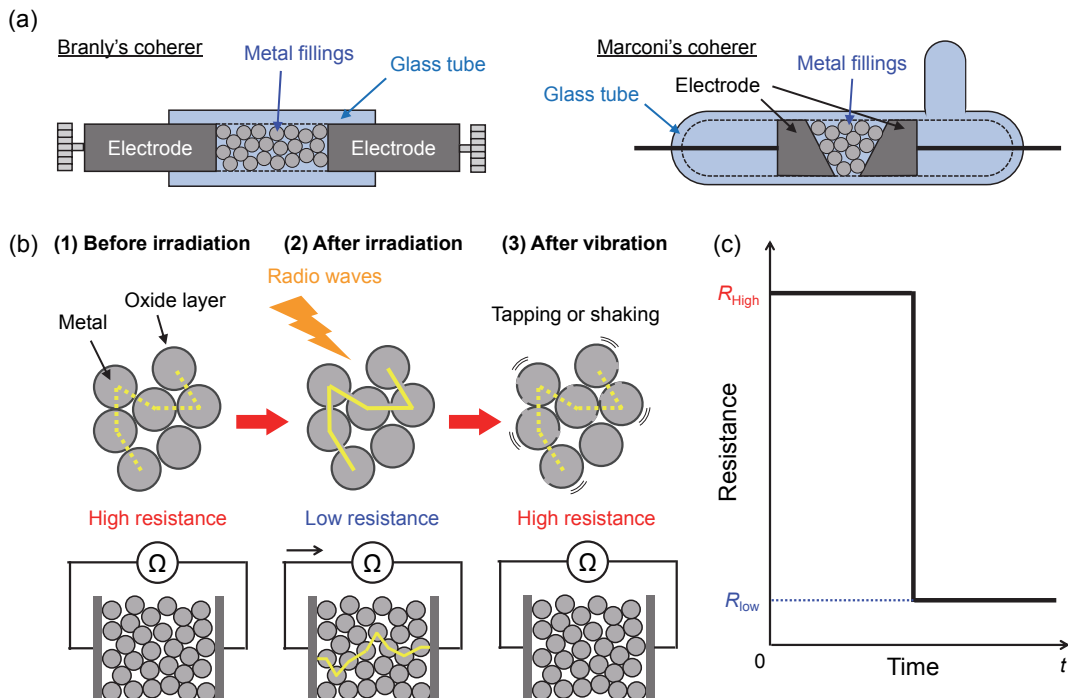 (a)
Branly's coherer
Metal fillings
Glass tube
Electrode
Electrode
Marconi's coherer
Metal fillings
Electrode
Glass tube
(b)
(1) Before irradiation
(2) After irradiation
(3) After vibration
Radio waves
Oxide layer
Metal
Tapping or shaking
High resistance
Low resistance
High resistance
Ω
Ω
Ω
(c)
R_High
Resistance
R_low
0
Time
t